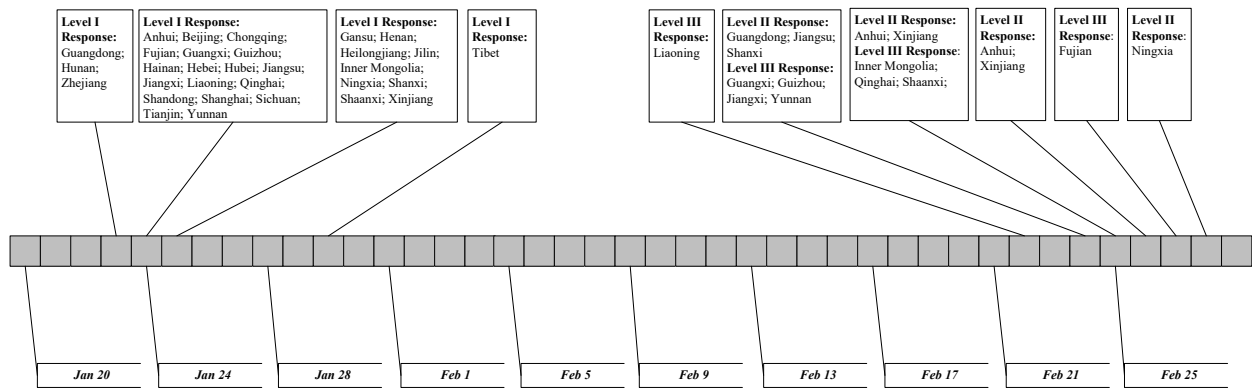 Level I
Response:
Guangdong;
Hunan;
Zhejiang
Level I Response:
Anhui; Beijing; Chongqing;
Fujian; Guangxi; Guizhou;
Hainan; Hebei; Hubei; Jiangsu;
Jiangxi; Liaoning; Qinghai;
Shandong; Shanghai; Sichuan;
Tianjin; Yunnan
Level I Response:
Gansu; Henan;
Heilongjiang; Jilin;
Inner Mongolia;
Ningxia; Shanxi;
Shaanxi; Xinjiang
Level I
Response:
Tibet
Level III
Response:
Liaoning
Level II Response:
Guangdong; Jiangsu;
Shanxi
Level III Response:
Guangxi; Guizhou;
Jiangxi; Yunnan
Level II Response:
Anhui; Xinjiang
Level III Response:
Inner Mongolia;
Qinghai; Shaanxi;
Level II
Response:
Anhui;
Xinjiang
Level III
Response:
Fujian
Level II
Response:
Ningxia
Jan 20
Jan 24
Jan 28
Feb 1
Feb 5
Feb 9
Feb 13
Feb 17
Feb 21
Feb 25